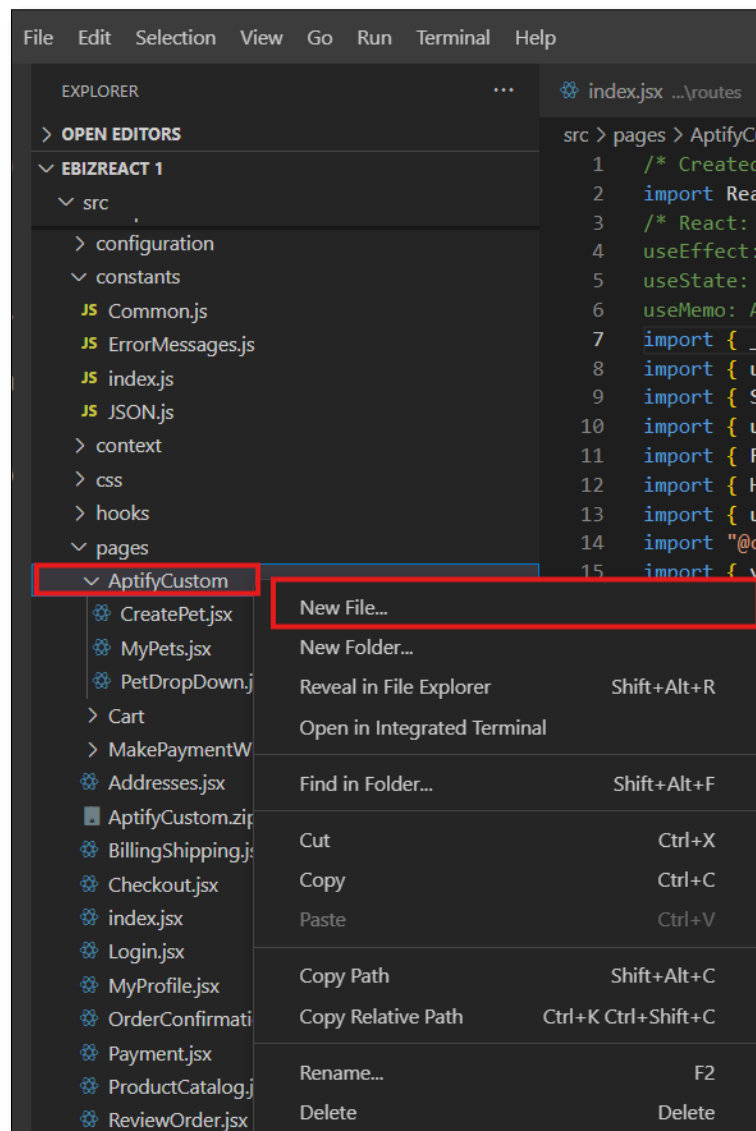 File Edit Selection View Go Run Terminal Help
EXPLORER ...
index.jsx ...\routes
OPEN EDITORS
src > pages > AptifyC
EBIZREACT 1
src
configuration
constants
JS Common.js
JS ErrorMessages.js
JS index.js
JS JSON.js
context
css
hooks
pages
AptifyCustom
CreatePet.jsx
MyPets.jsx
PetDropDown.j
Cart
MakePaymentW
Addresses.jsx
AptifyCustom.zip
BillingShipping.js
Checkout.jsx
index.jsx
Login.jsx
MyProfile.jsx
OrderConfirmati
Payment.jsx
ProductCatalog.j
ReviewOrder.jsx
1 /* Created
2 import Rea
3 /* React:
4 useEffect:
5 useState:
6 useMemo: A
7 import { _
8 import { u
9 import { S
10 import { u
11 import { F
12 import { H
13 import { u
14 import "@c
15 import { y
New File...
New Folder...
Reveal in File Explorer Shift+Alt+R
Open in Integrated Terminal
Find in Folder... Shift+Alt+F
Cut Ctrl+X
Copy Ctrl+C
Paste Ctrl+V
Copy Path Shift+Alt+C
Copy Relative Path Ctrl+K Ctrl+Shift+C
Rename... F2
Delete Delete